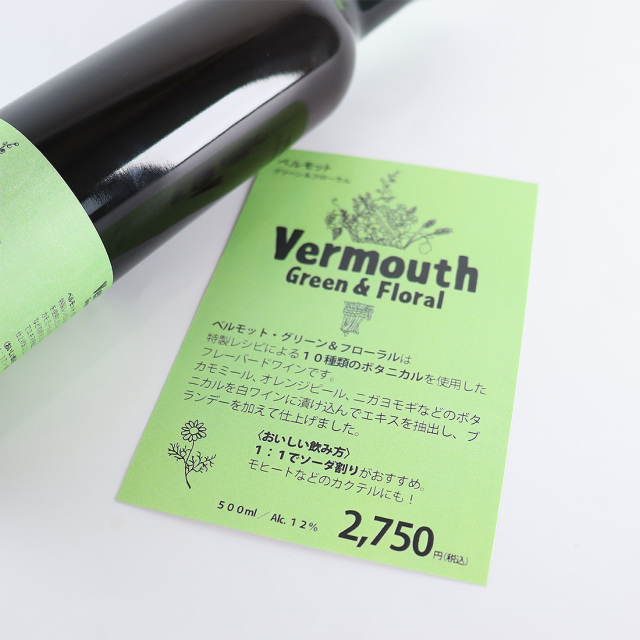 ベルモット
グリーン&フローラル
Vermouth
Green & Floral
ベルモット・グリーン&フローラルは
特製レシピによる10種類のボタニカルを使用した
フレーバードワインです。
カモミール、オレンジピール、ニガヨモギなどのボタ
ニカルを白ワインに漬け込んでエキスを抽出し、ブ
ランデーを加えて仕上げました。
〈おいしい飲み方〉
1:1でソーダ割りがおすすめ。
モヒートなどのカクテルにも!
500ml / Alc. 12%
2,750円(税込)